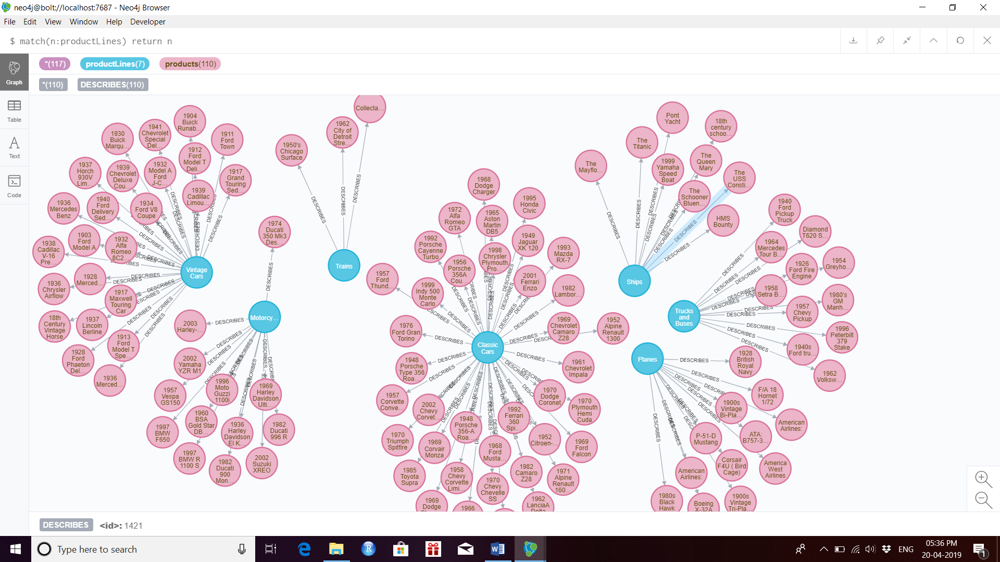 neo4j@bolt://localhost:7687 - Neo4j Browser
File Edit View Window Help Developer
$ match(n:productLines) return n
*(117) productLines(7) products(110)
*(110) DESCRIBES(110)
Graph
Table
Text
Code
Vintage
Cars
1904
Buick
Runab...
1941
Chevrolet
Special
Del...
1930
Buick
Marqu...
1911
Ford
Town
1912
Ford
Model T
Deli...
1937
Horch
930V
Lim...
1939
Chevrolet
Deluxe
Cou...
1932
Model A
Ford
J-C...
1917
Grand
Touring
Sed...
1939
Cadillac
Limou...
1936
Mercedes
Benz
1940
Ford
Delivery
Sed...
1934
Ford V8
Coupe
1903
Ford
Model A
1932
Alfa
Romeo
8C2...
1938
Cadillac
V-16
Pre...
1928
Merced...
1936
Chrysler
Airflow
1917
Maxwell
Touring
Car
18th
Century
Vintage
Horse
1937
Lincoln
Berline
1913
Ford
Model T
Spe...
1928
Ford
Phaeton
Del...
1936
Merced...
Motorcy...
1974
Ducati
350 Mk3
Des...
2003
Harley-...
2002
Yamaha
YZR M1
1996
Moto
Guzzi
1100i
1969
Harley
Davidson
Ulti...
1957
Vespa
GS150
1960
BSA
Gold Star
DB...
1997
BMW
F650
1936
Harley
Davidson
El K...
1982
Ducati
996 R
1997
BMW R
1100 S
1982
Ducati
900
Mon...
2002
Suzuki
XREO
Trains
Collecta...
1962
City of
Detroit
Stre...
1950's
Chicago
Surface
DESCRIBES
DESCRIBES
DESCRIBES
Classic
Cars
1968
Dodge
Charger
1995
Honda
Civic
1972
Alfa
Romeo
GTA
1965
Aston
Martin
DB5
1992
Porsche
Cayenne
Turbo
1949
Jaguar
XK 120
1993
Mazda
RX-7
1998
Chrysler
Plymouth
Pro...
1956
Porsche
356A
Cou...
1957
Ford
Thund...
2001
Ferrari
Enzo
1999
Indy 500
Monte
Carlo
1982
Lambor...
1976
Ford Gran
Torino
1969
Chevrolet
Camaro
Z28
1952
Alpine
Renault
1300
1948
Porsche
Type 356
Roa...
1961
Chevrolet
Impala
1957
Corvette
Conve...
2002
Chevy
Corvet...
1970
Dodge
Coronet
1970
Plymouth
Hemi
Cuda
1948
Porsche
356-A
Roa...
1992
Ferrari
360
Spi...
1970
Triumph
Spitfire
1969
Corvair
Monza
1952
Citroen-...
1969
Ford
Falcon
1968
Ford
Musta...
1985
Toyota
Supra
1958
Chevy
Corvette
Limi...
1982
Camaro
Z28
1971
Alpine
Renault
160...
1970
Chevy
Chevelle
SS
1969
Dodge
1966
1962
LanciaA
Ships
Pont
Yacht
18th
century
schoo...
The
Titanic
The
Mayflo...
1999
Yamaha
Speed
Boat
The
Queen
Mary
The
USS
Consti...
The
Schooner
Bluen...
HMS
Bounty
Trucks
and
Buses
1940
Ford
Pickup
Truck
Diamond
T620 S...
1964
Mercedes
Tour B...
1926
Ford Fire
Engine
1954
Greyho...
1958
Setra B...
1980's
GM
Manh...
1957
Chevy
Pickup
1996
Peterbilt
379
Stake
1940s
Ford tru...
1962
Volksw...
Planes
1928
British
Royal
Navy
F/A 18
Hornet
1/72
1900s
Vintage
Bi-Pla...
American
Airlines:
P-51-D
Mustang
ATA:
B757-3...
Corsair
F4U ( Bird
Cage)
America
West
Airlines
American
Airlines:
1980s
Black
Hawk
Boeing
X-32A
1900s
Vintage
Tri-Pla...
DESCRIBES <id>: 1421
Type here to search
ENG
05:36 PM
20-04-2019
1